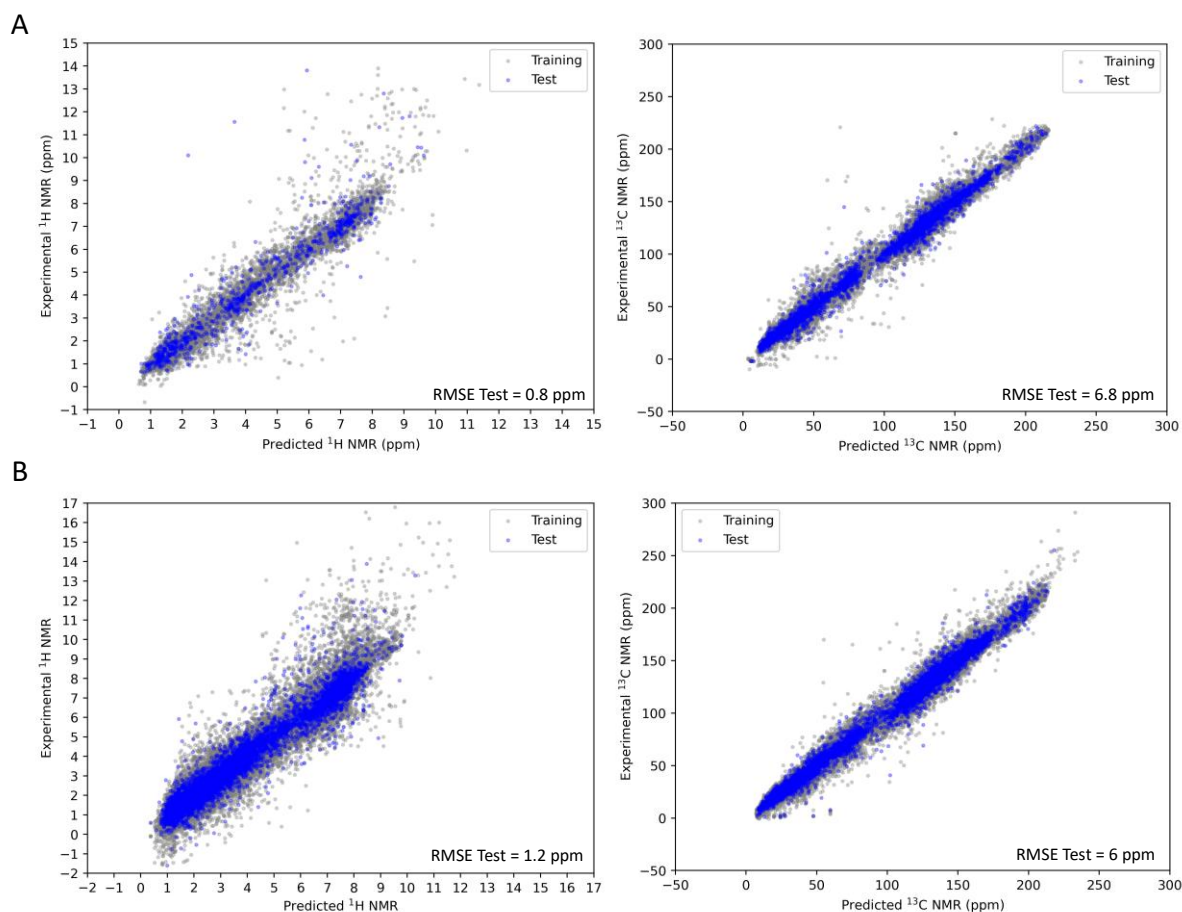 A
15
14
13
12
11
10
9
8
7
6
5
4
3
2
1
0
−1
Experimental ¹H NMR (ppm)
Training
Test
RMSE Test = 0.8 ppm
−1 0 1 2 3 4 5 6 7 8 9 10 11 12 13 14 15
Predicted ¹H NMR (ppm)
300
250
200
150
100
50
0
−50
Experimental ¹³C NMR (ppm)
Training
Test
RMSE Test = 6.8 ppm
−50 0 50 100 150 200 250 300
Predicted ¹³C NMR (ppm)
B
17
16
15
14
13
12
11
10
9
8
7
6
5
4
3
2
1
0
−1
−2
Experimental ¹H NMR
Training
Test
RMSE Test = 1.2 ppm
−2 −1 0 1 2 3 4 5 6 7 8 9 10 11 12 13 14 15 16 17
Predicted ¹H NMR
300
250
200
150
100
50
0
−50
Experimental ¹³C NMR (ppm)
Training
Test
RMSE Test = 6 ppm
−50 0 50 100 150 200 250 300
Predicted ¹³C NMR (ppm)